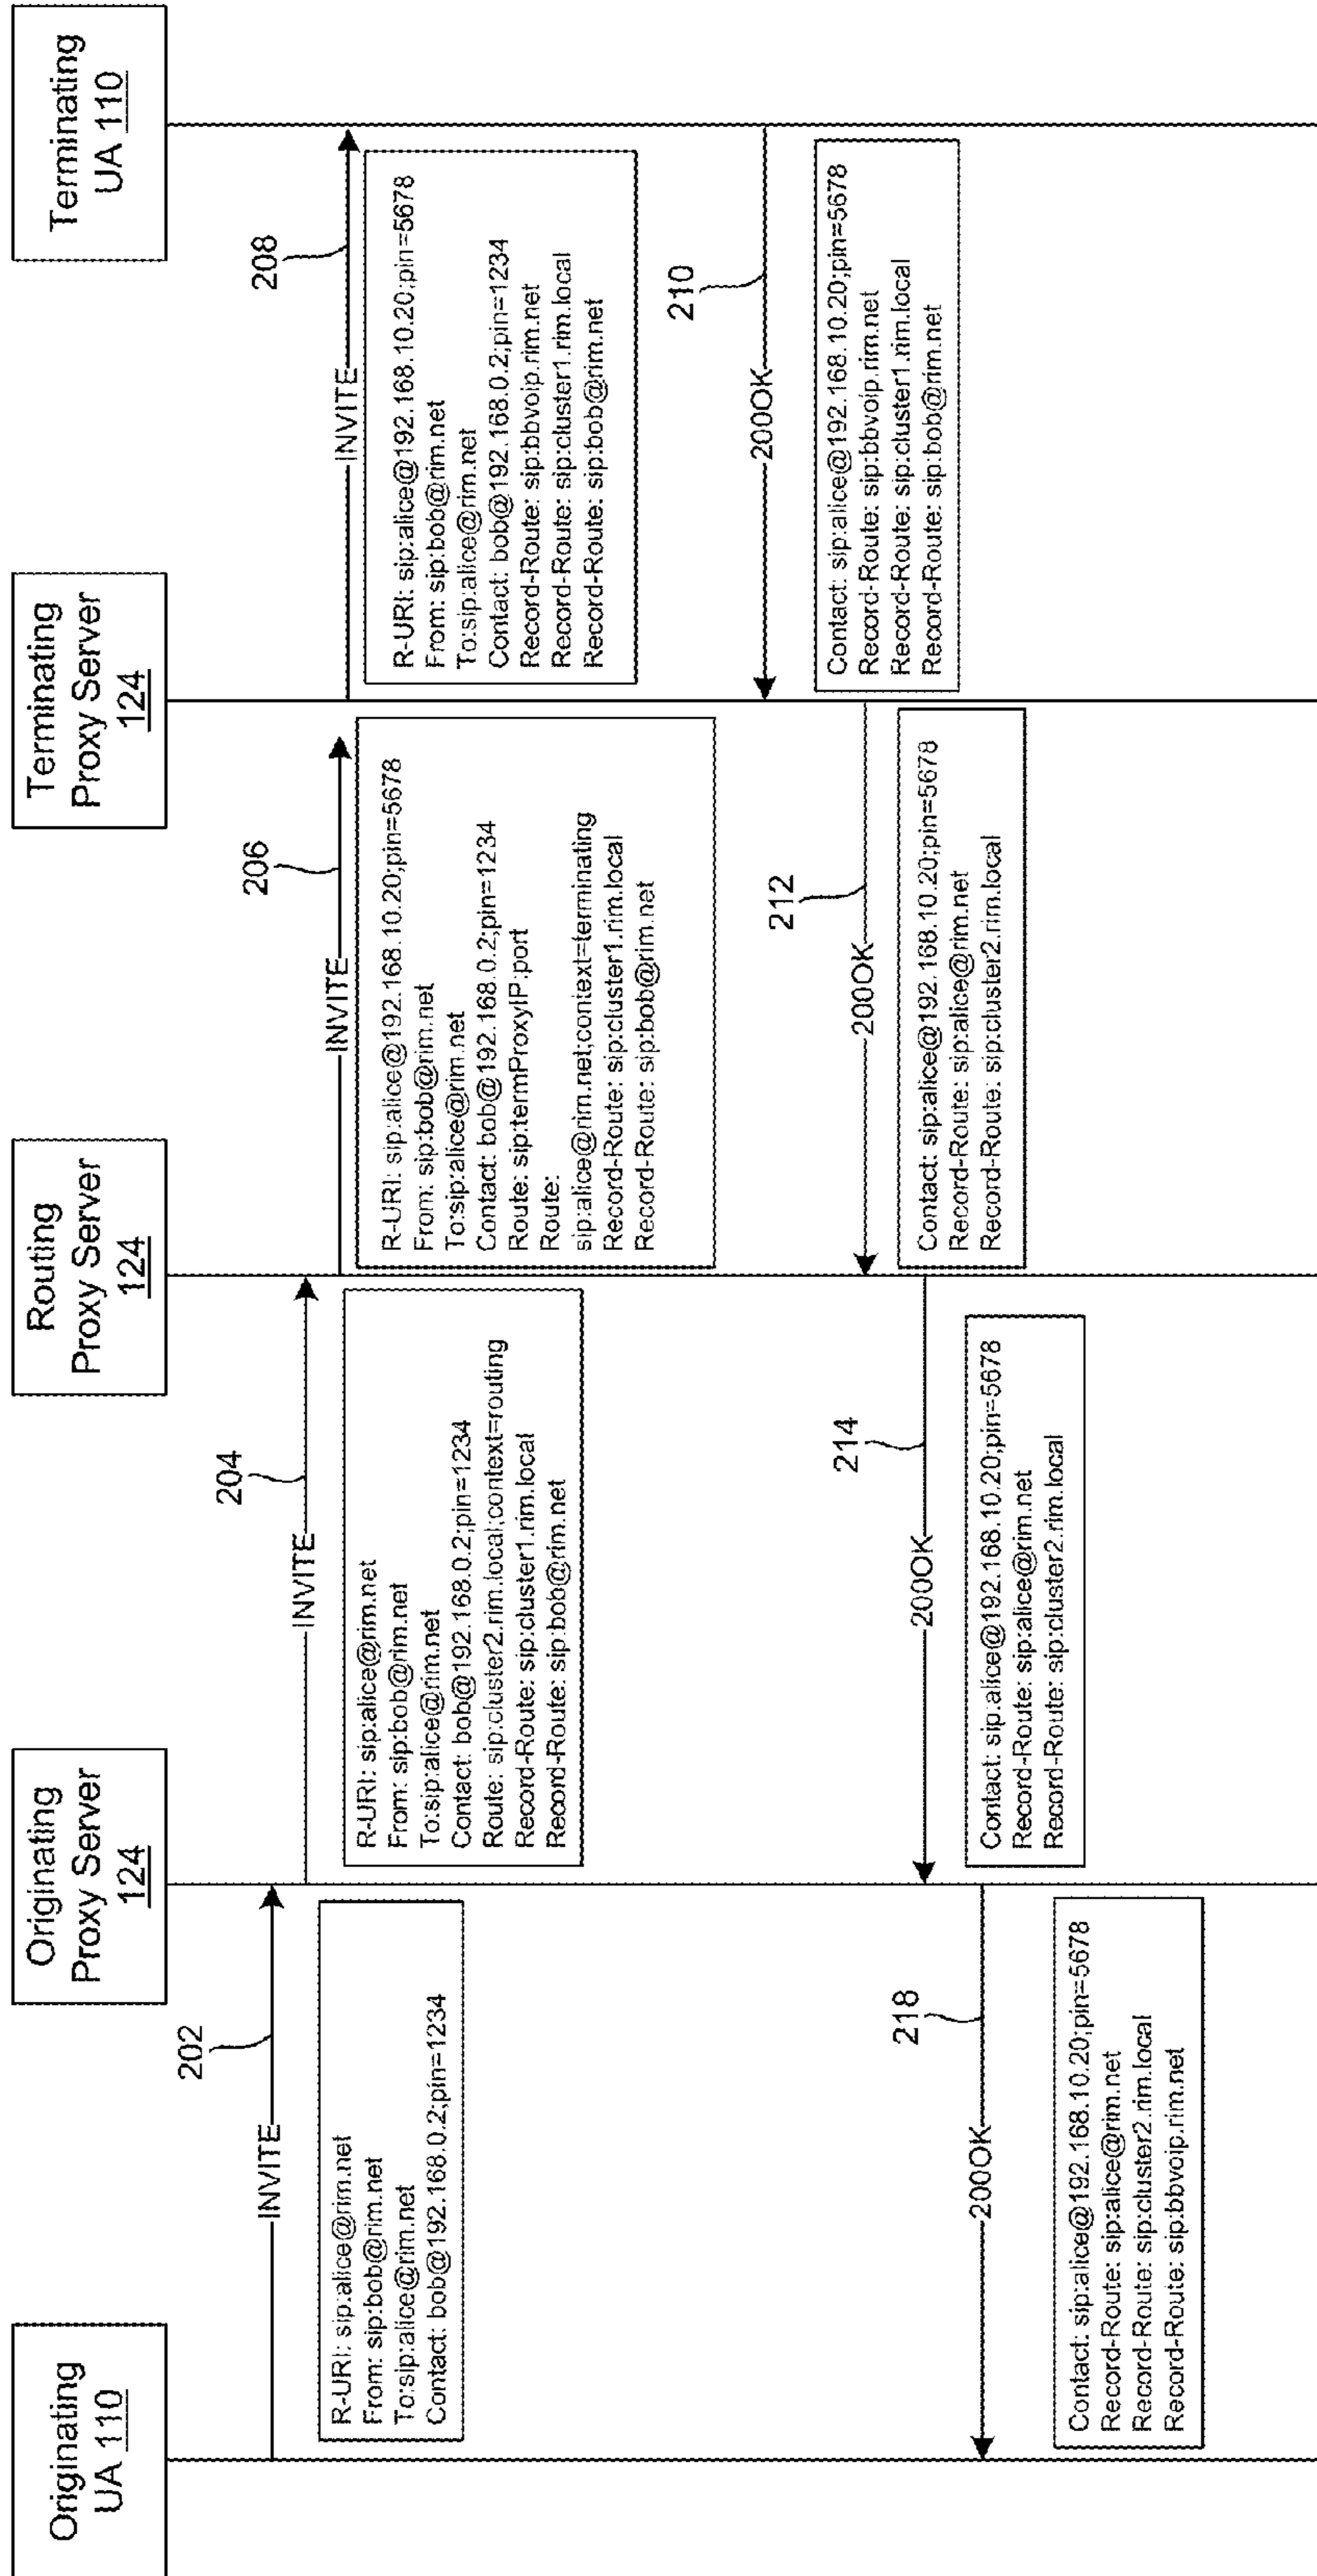 Originating
UA 110
Originating
Proxy Server
124
Routing
Proxy Server
124
Terminating
Proxy Server
124
Terminating
UA 110
202
INVITE
R-URI: sip:alice@rim.net
From: sip:bob@rim.net
To:sip:alice@rim.net
Contact: bob@192.168.0.2;pin=1234
204
INVITE
R-URI: sip:alice@rim.net
From: sip:bob@rim.net
To:sip:alice@rim.net
Contact: bob@192.168.0.2;pin=1234
Route: sip:cluster2.rim.local;context=routing
Record-Route: sip:cluster1.rim.local
Record-Route: sip:bob@rim.net
206
INVITE
R-URI: sip:alice@192.168.10.20;pin=5678
From: sip:bob@rim.net
To:sip:alice@rim.net
Contact: bob@192.168.0.2;pin=1234
Route: sip:termProxyIP:port
Route:
sip:alice@rim.net;context=terminating
Record-Route: sip:cluster1.rim.local
Record-Route: sip:bob@rim.net
208
INVITE
R-URI: sip:alice@192.168.10.20;pin=5678
From: sip:bob@rim.net
To:sip:alice@rim.net
Contact: bob@192.168.0.2;pin=1234
Record-Route: sip:bbvoip.rim.net
Record-Route: sip:cluster1.rim.local
Record-Route: sip:bob@rim.net
210
200OK
Contact: sip:alice@192.168.10.20;pin=5678
Record-Route: sip:bbvoip.rim.net
Record-Route: sip:cluster1.rim.local
Record-Route: sip:bob@rim.net
212
200OK
Contact: sip:alice@192.168.10.20;pin=5678
Record-Route: sip:alice@rim.net
Record-Route: sip:cluster2.rim.local
214
200OK
Contact: sip:alice@192.168.10.20;pin=5678
Record-Route: sip:alice@rim.net
Record-Route: sip:cluster2.rim.local
218
200OK
Contact: sip:alice@192.168.10.20;pin=5678
Record-Route: sip:alice@rim.net
Record-Route: sip:cluster2.rim.local
Record-Route: sip:bbvoip.rim.net